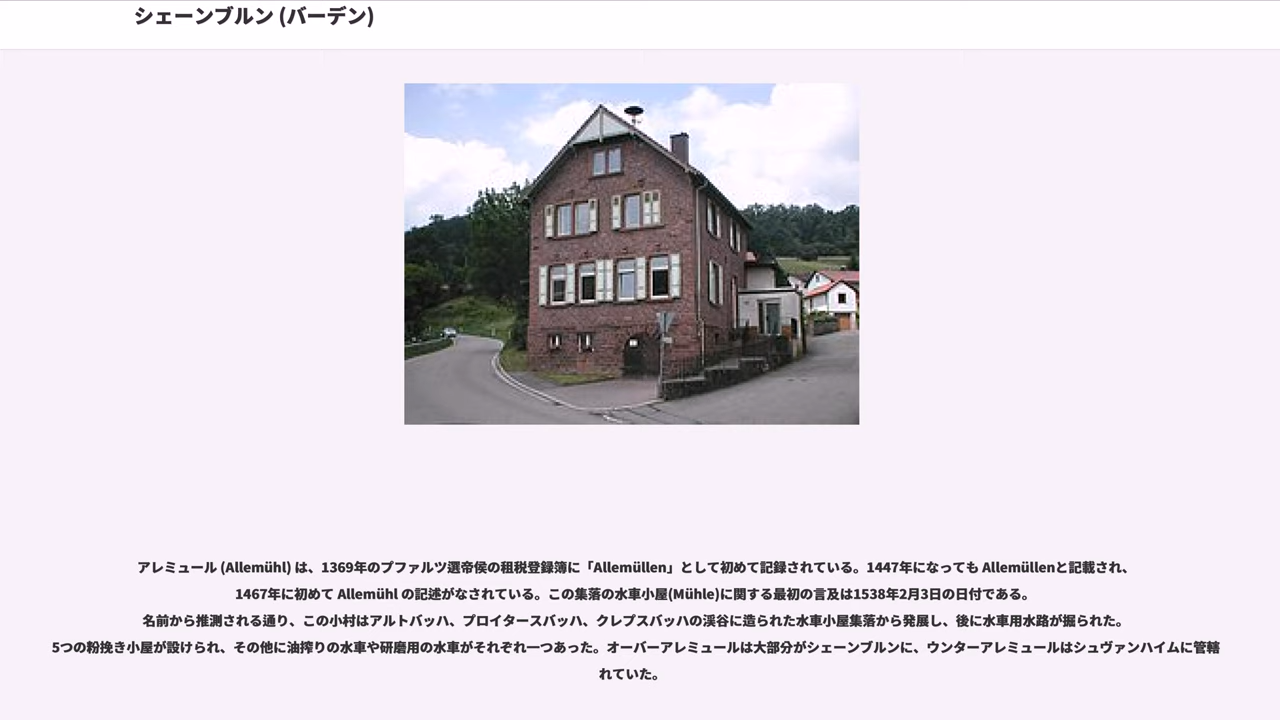 シェーンブルン (バーデン)
アレミュール (Allemühl) は、1369年のプファルツ選帝侯の租税登録簿に「Allemüllen」として初めて記録されている。1447年になっても Allemüllenと記載され、
1467年に初めて Allemühl の記述がなされている。この集落の水車小屋(Mühle)に関する最初の言及は1538年2月3日の日付である。
名前から推測される通り、この小村はアルトバッハ、プロイタースバッハ、クレプスバッハの渓谷に造られた水車小屋集落から発展し、後に水車用水路が掘られた。
5つの粉挽き小屋が設けられ、その他に油搾りの水車や研磨用の水車がそれぞれ一つあった。オーバーアレミュールは大部分がシェーンブルンに、ウンターアレミュールはシュヴァンハイムに管轄
れていた。